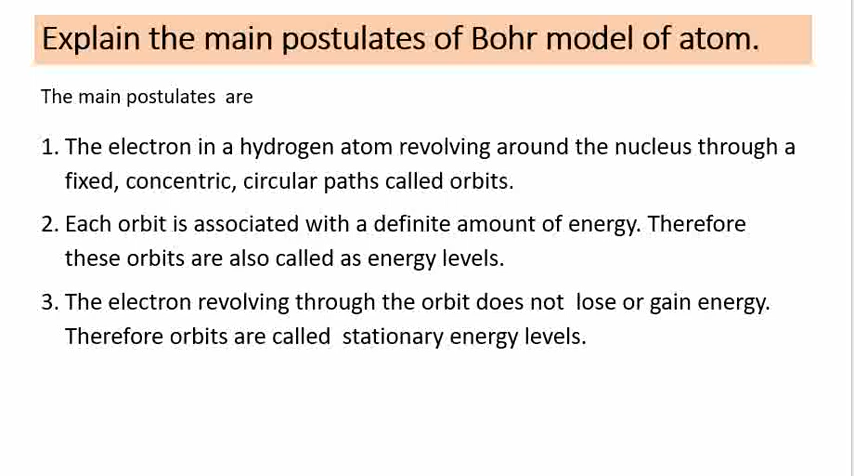 Explain the main postulates of Bohr model of atom.
The main postulates are
1. The electron in a hydrogen atom revolving around the nucleus through a
fixed, concentric, circular paths called orbits.
2. Each orbit is associated with a definite amount of energy. Therefore
these orbits are also called as energy levels.
3. The electron revolving through the orbit does not lose or gain energy.
Therefore orbits are called stationary energy levels.